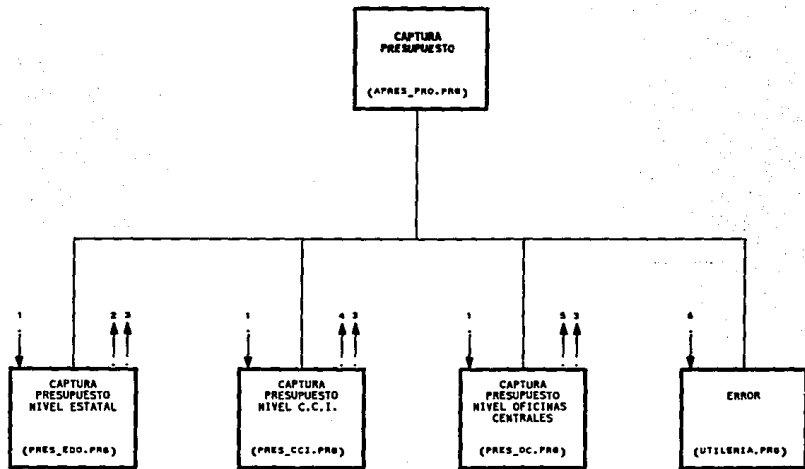 CAPTURA
PRESUPUESTO
(APRES_PRO.PRG)
1
2 3
1
4 3
1
5 3
6
CAPTURA
PRESUPUESTO
NIVEL ESTATAL
(PRES_EDO.PRG)
CAPTURA
PRESUPUESTO
NIVEL C.C.I.
(PRES_CCI.PRG)
CAPTURA
PRESUPUESTO
NIVEL OFICINAS
CENTRALES
(PRES_OC.PRG)
ERROR
(UTILERIA.PRG)